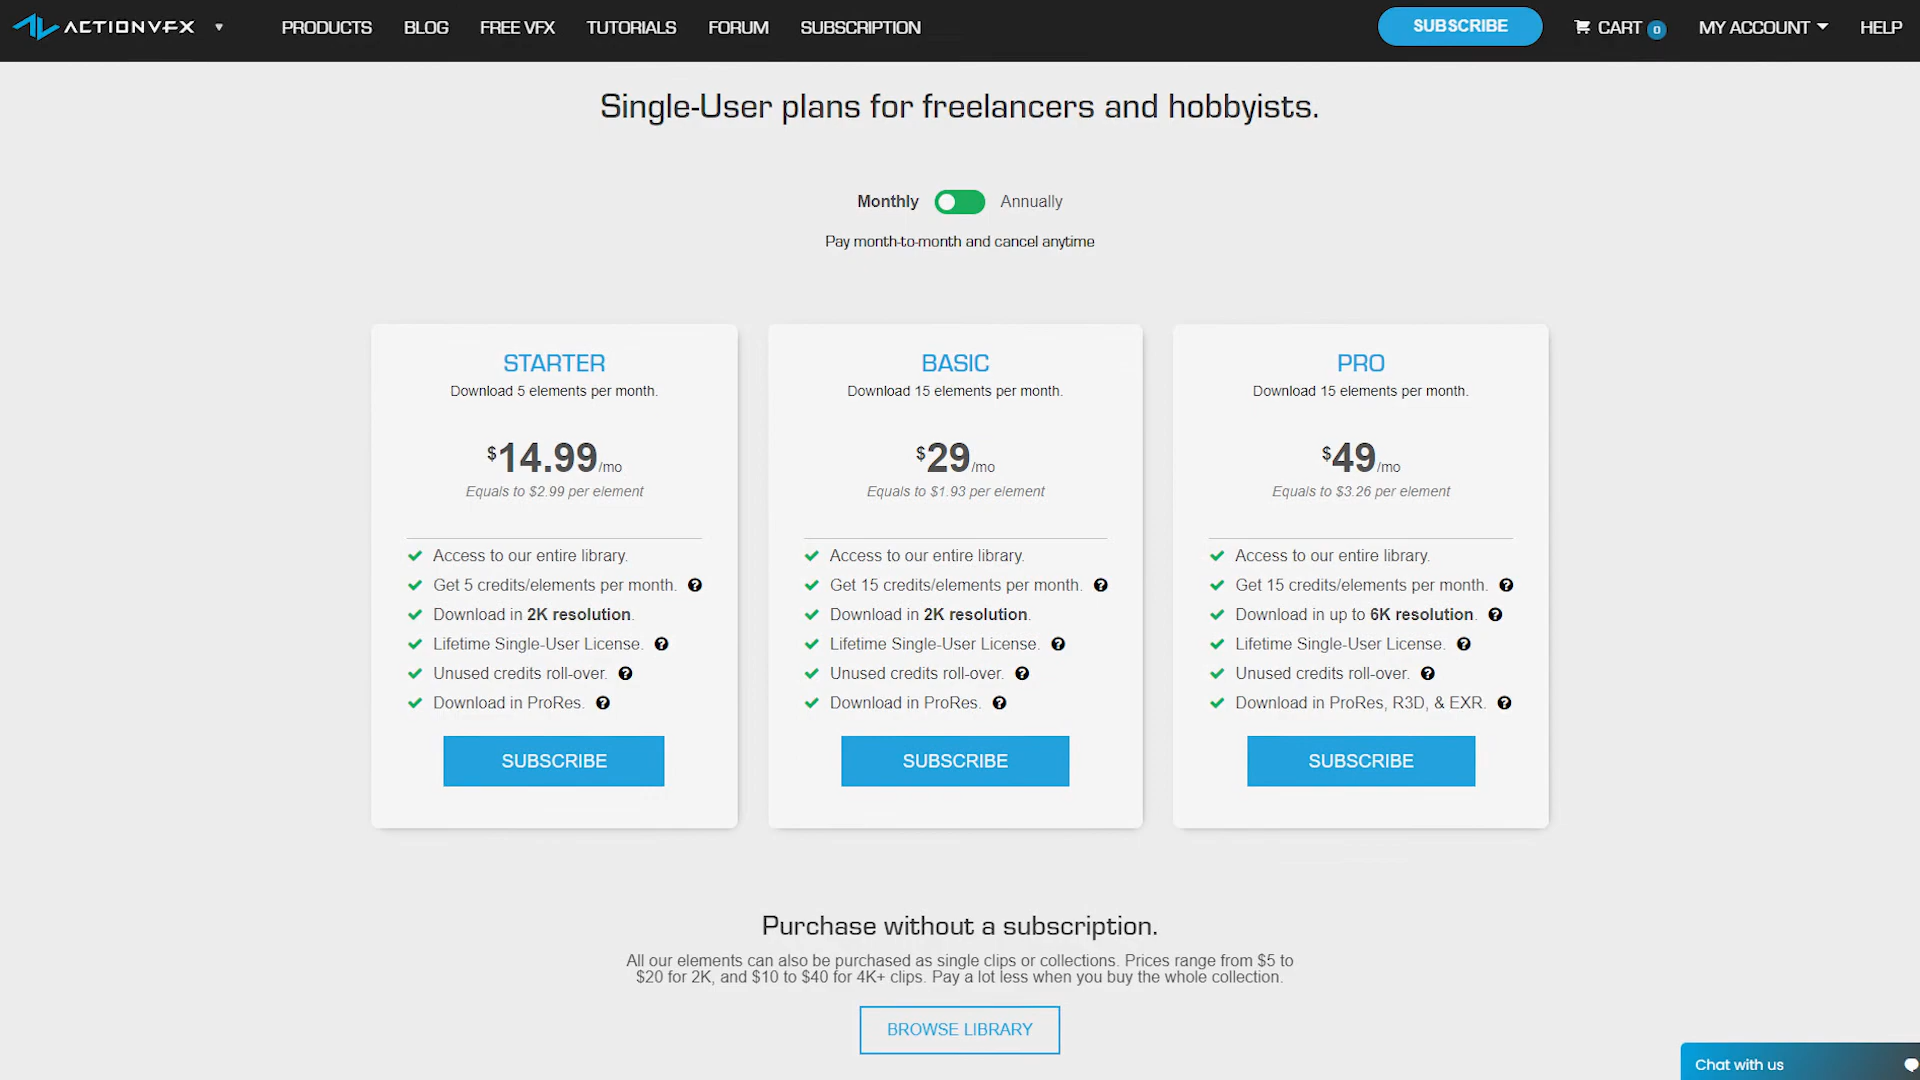 ACTIONVFX
PRODUCTS BLOG FREE VFX TUTORIALS FORUM SUBSCRIPTION SUBSCRIBE CART 0 MY ACCOUNT HELP
Single-User plans for freelancers and hobbyists.
Monthly Annually
Pay month-to-month and cancel anytime
STARTER
Download 5 elements per month.
$14.99/mo
Equals to $2.99 per element
Access to our entire library.
Get 5 credits/elements per month. ?
Download in 2K resolution.
Lifetime Single-User License. ?
Unused credits roll-over. ?
Download in ProRes. ?
SUBSCRIBE
BASIC
Download 15 elements per month.
$29/mo
Equals to $1.93 per element
Access to our entire library.
Get 15 credits/elements per month. ?
Download in 2K resolution.
Lifetime Single-User License. ?
Unused credits roll-over. ?
Download in ProRes. ?
SUBSCRIBE
PRO
Download 15 elements per month.
$49/mo
Equals to $3.26 per element
Access to our entire library.
Get 15 credits/elements per month. ?
Download in up to 6K resolution. ?
Lifetime Single-User License. ?
Unused credits roll-over. ?
Download in ProRes, R3D, & EXR. ?
SUBSCRIBE
Purchase without a subscription.
All our elements can also be purchased as single clips or collections. Prices range from $5 to
$20 for 2K, and $10 to $40 for 4K+ clips. Pay a lot less when you buy the whole collection.
BROWSE LIBRARY
Chat with us